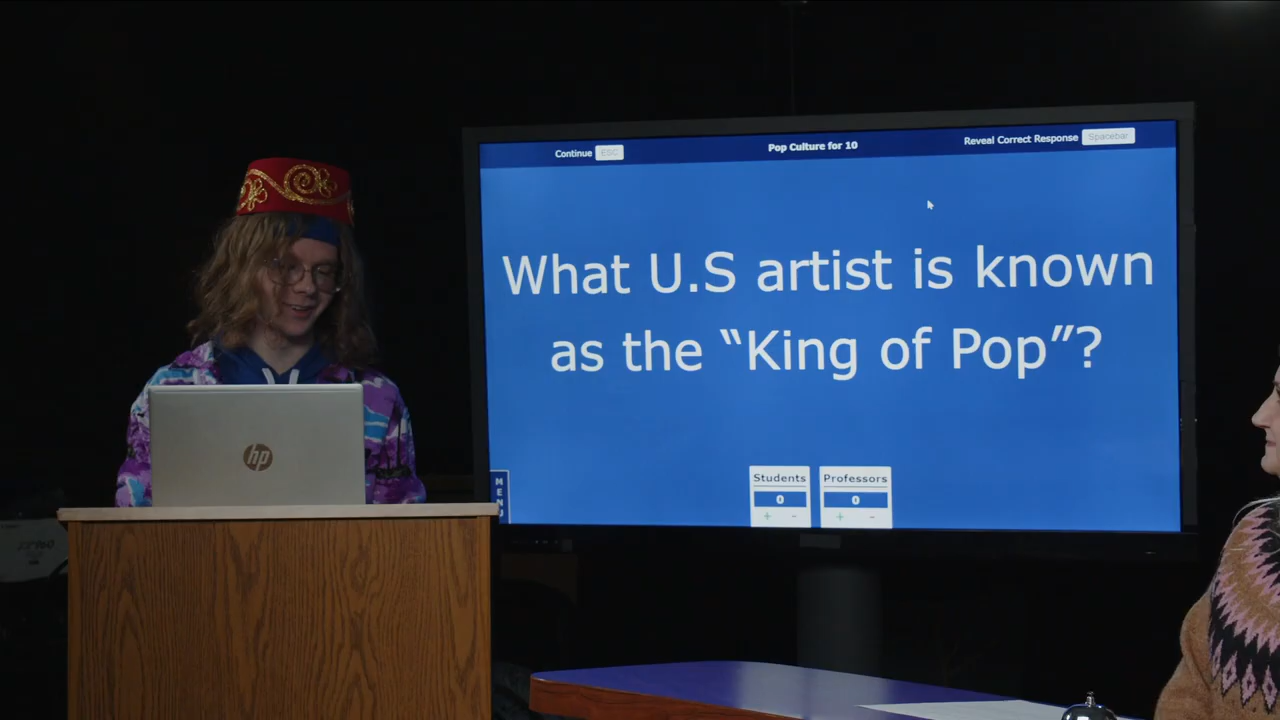 Continue ESC
Pop Culture for 10
Reveal Correct Response Spacebar
What U.S artist is known
as the “King of Pop”?
MENU
Students
0
+ -
Professors
0
+ -
hp